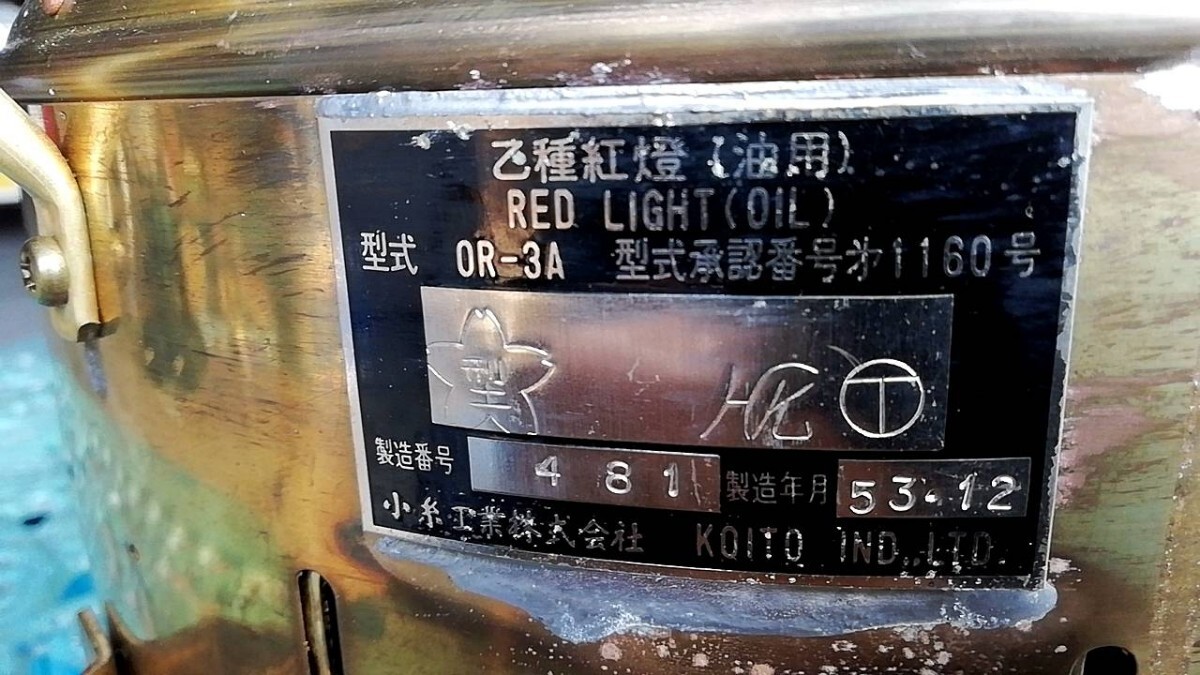 乙種紅燈(油用)
RED LIGHT(OIL)
型式 OR-3A 型式承認番号㐧1160号
型
製造番号 481 製造年月 53.12
小糸工業株式会社 KOITO IND.,LTD.